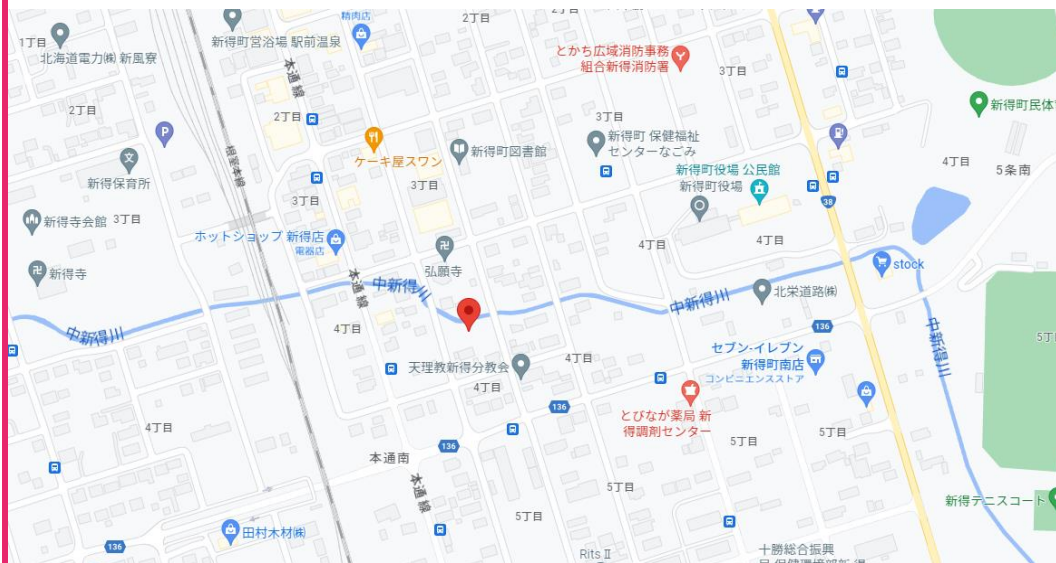 精肉店
2丁目
2丁目
1丁目
北海道電力㈱ 新風寮
新得町営浴場 駅前温泉
本通線
とかち広域消防事務
組合新得消防署
3丁目
新得町民体
2丁目
P
2丁目
3丁目
新得保育所
根室本線
ケーキ屋スワン
新得町図書館
新得町 保健福祉
センターなごみ
3丁目
新得町役場 公民館
新得町役場
4丁目
5条南
38
新得寺会館
3丁目
3丁目
ホットショップ 新得店
電器店
弘願寺
4丁目
4丁目
stock
新得寺
本通線
中新得川
中新得川
北栄道路㈱
中新得川
4丁目
136
中新得川
5丁
天理教新得分教会
4丁目
4丁目
セブン-イレブン
新得町南店
コンビニエンスストア
136
とびなが薬局 新
得調剤センター
4丁目
136
本通南
5丁目
5丁目
本通線
5丁目
5丁目
新得テニスコート
田村木材㈱
136
Rits Ⅱ
十勝総合振興